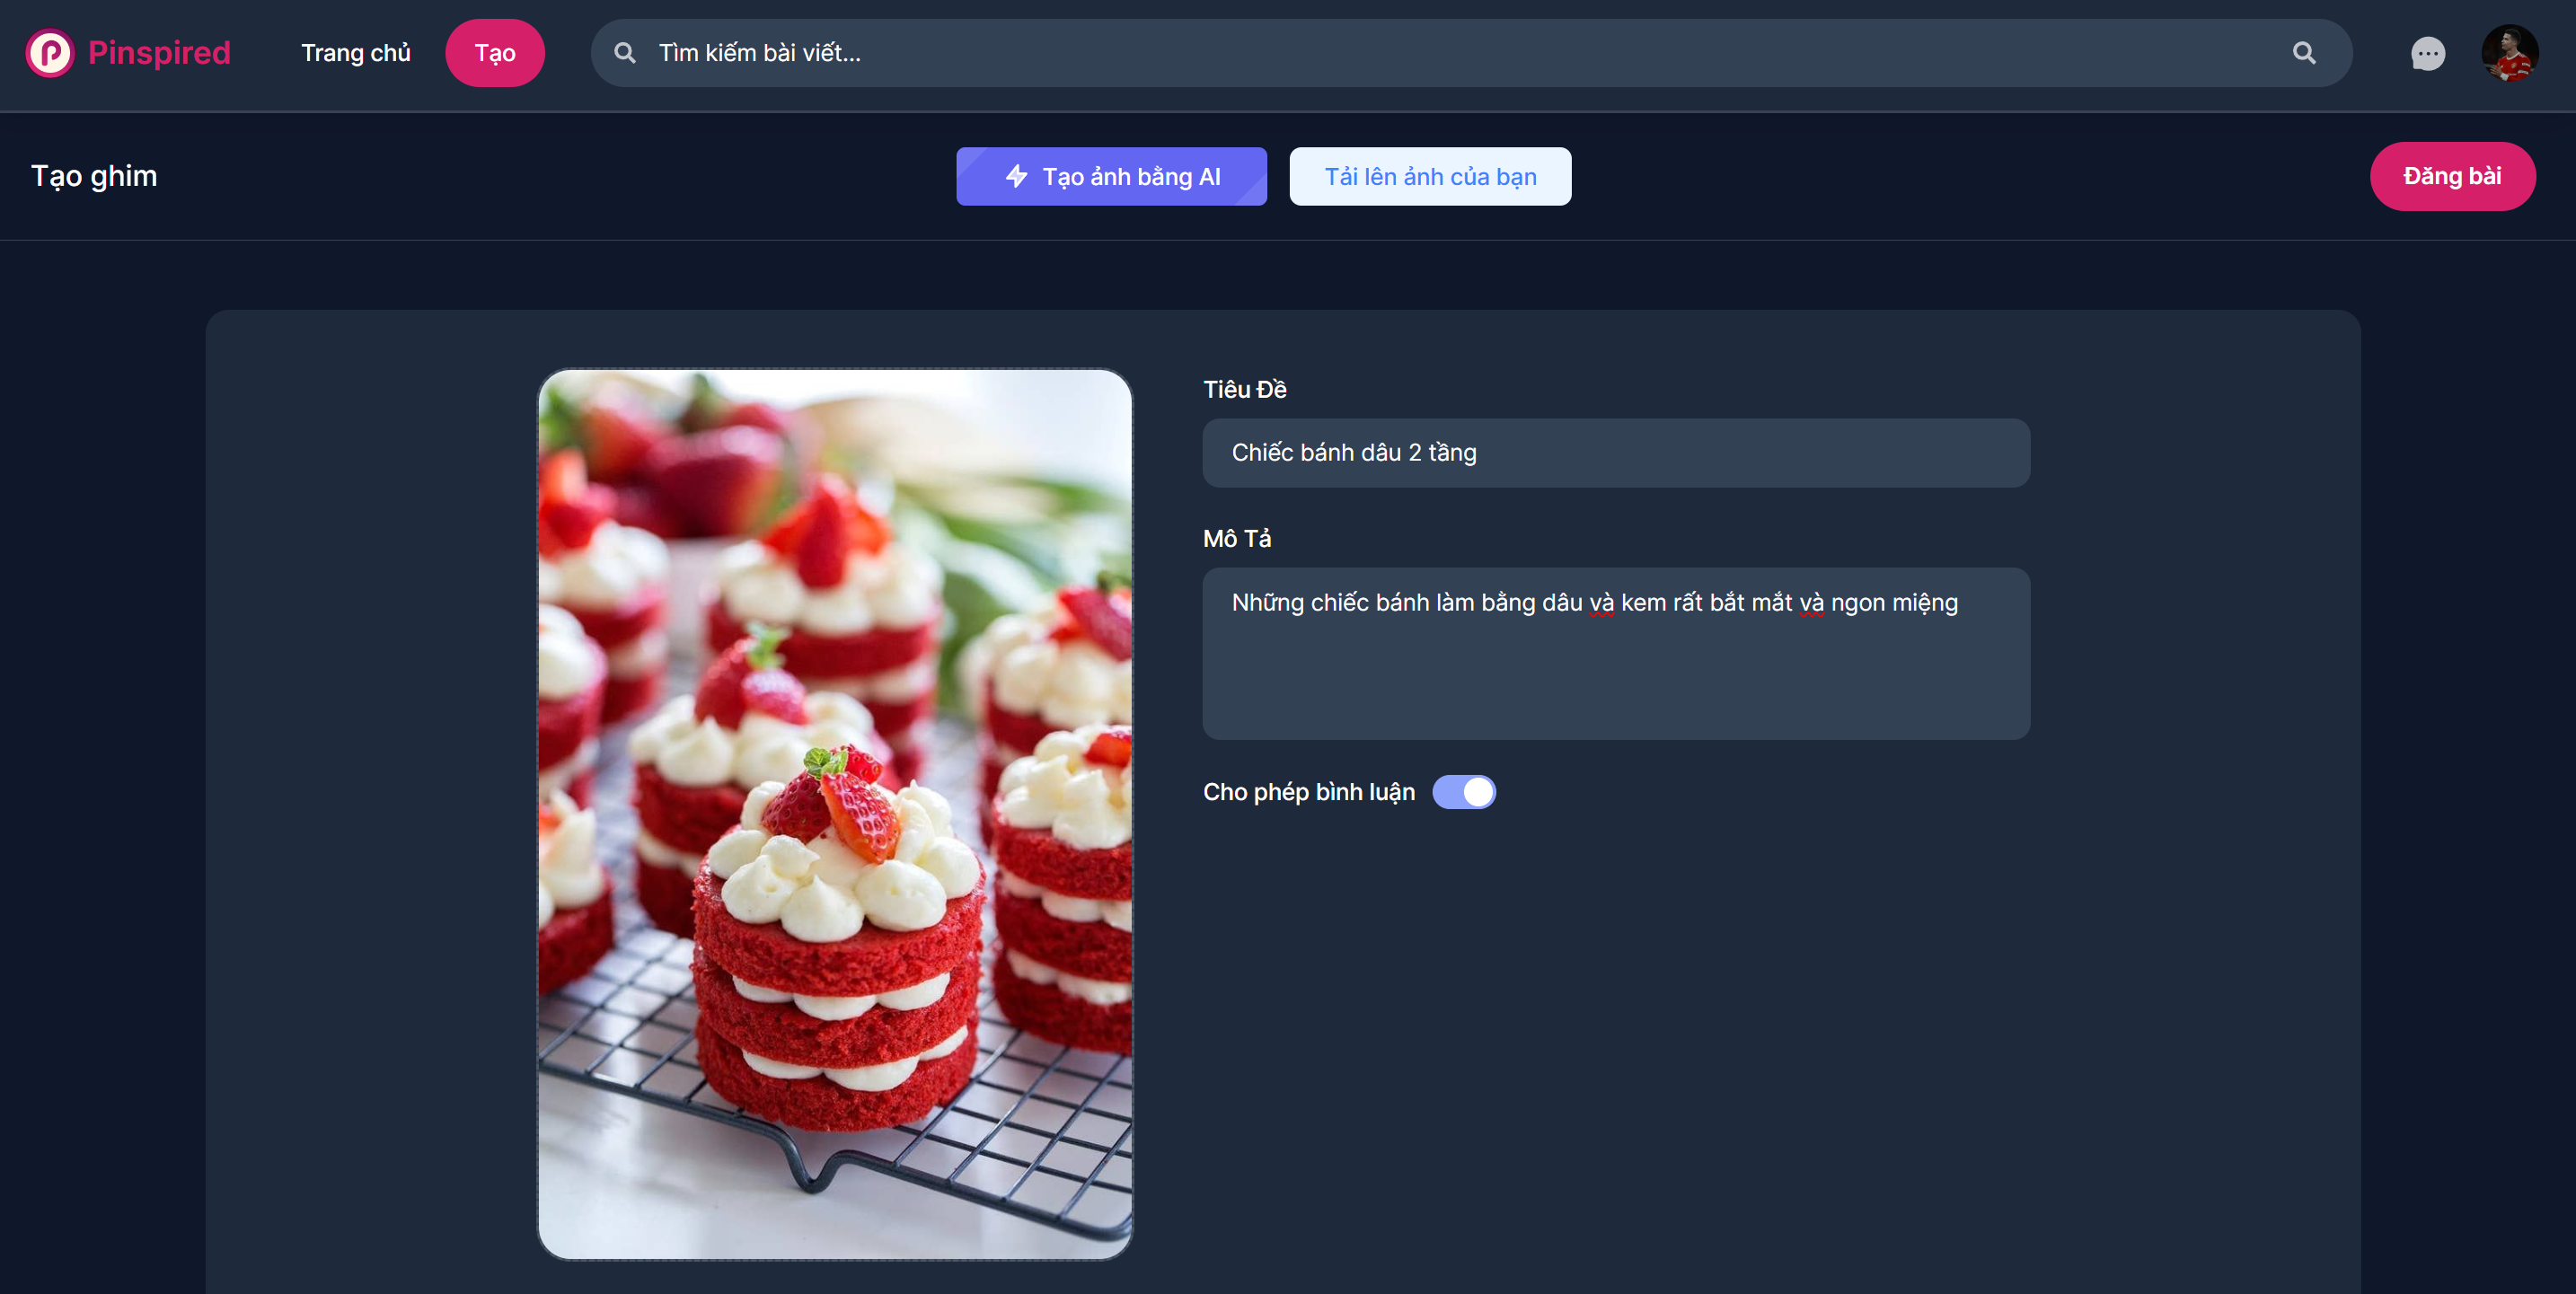 Pinspired
Trang chủ
Tạo
Tìm kiếm bài viết...
Tạo ghim
Tạo ảnh bằng AI
Tải lên ảnh của bạn
Đăng bài
Tiêu Đề
Chiếc bánh dâu 2 tầng
Mô Tả
Những chiếc bánh làm bằng dâu và kem rất bắt mắt và ngon miệng
Cho phép bình luận